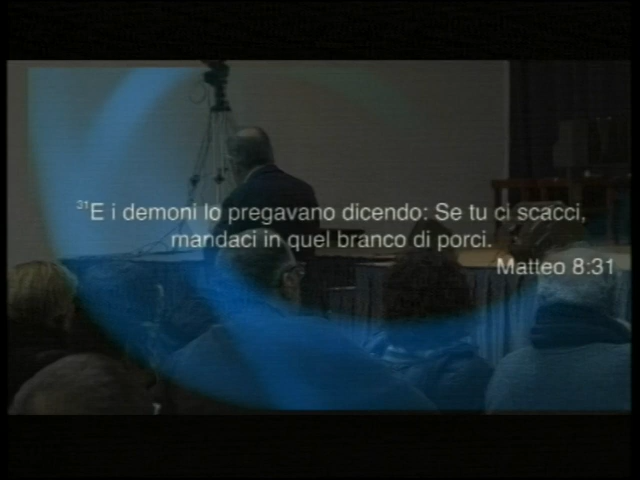 ³¹E i demoni lo pregavano dicendo: Se tu ci scacci,
mandaci in quel branco di porci.
Matteo 8:31